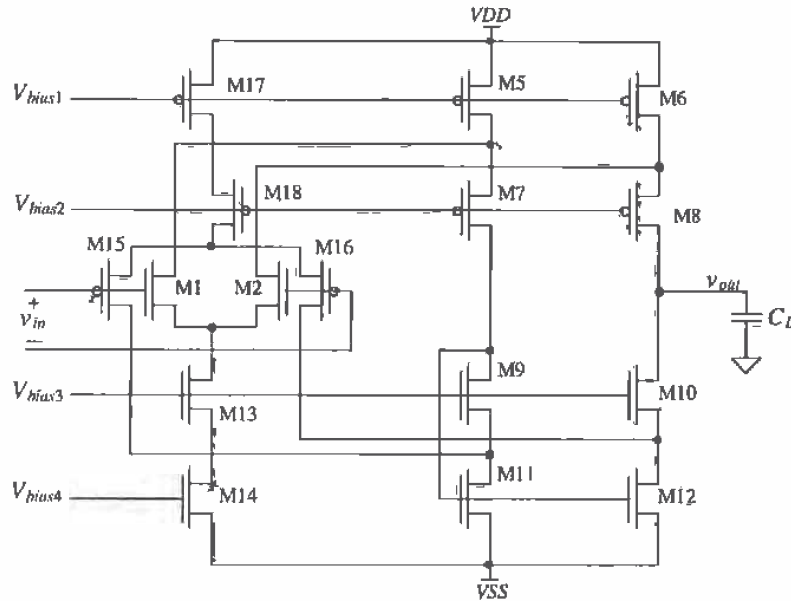 VDD
M17
M5
M6
Vbias1
M18
M7
M8
Vbias2
M15
M16
M1
M2
+
vin
−
vout
CL
M9
M10
Vbias3
M13
M11
M12
Vbias4
M14
VSS